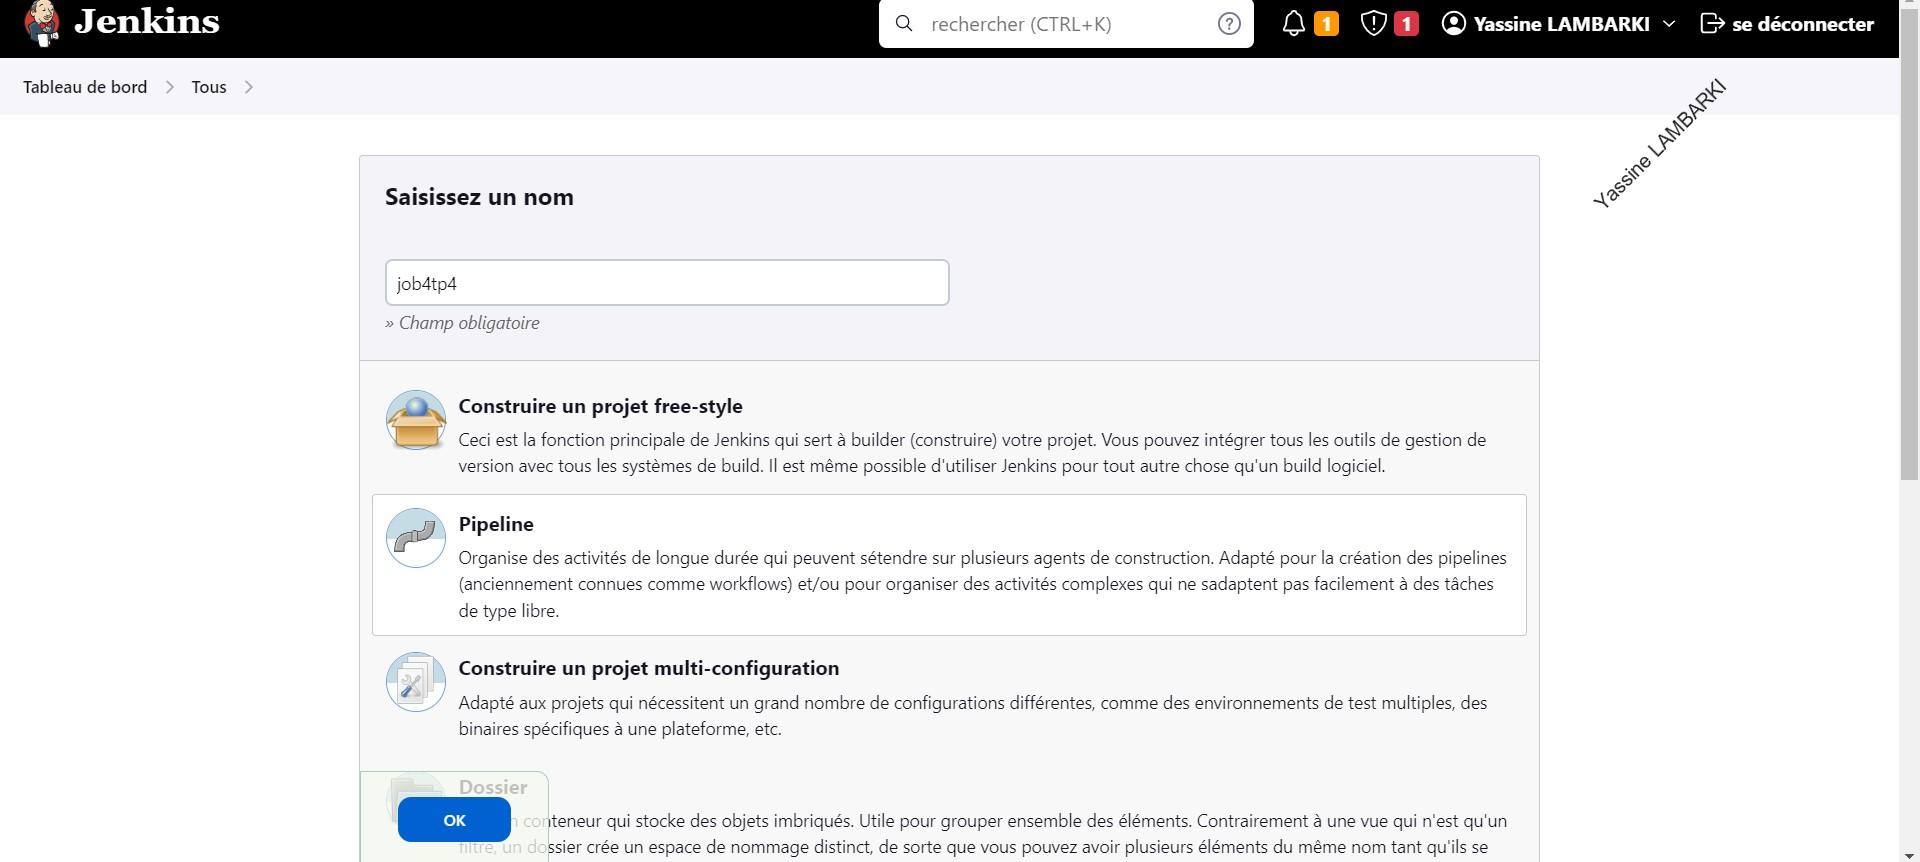 Jenkins
rechercher (CTRL+K)
1
1
Yassine LAMBARKI
se déconnecter
Tableau de bord
Tous
Yassine LAMBARKI
Saisissez un nom
job4tp4
» Champ obligatoire
Construire un projet free-style
Ceci est la fonction principale de Jenkins qui sert à builder (construire) votre projet. Vous pouvez intégrer tous les outils de gestion de
version avec tous les systèmes de build. Il est même possible d'utiliser Jenkins pour tout autre chose qu'un build logiciel.
Pipeline
Organise des activités de longue durée qui peuvent sétendre sur plusieurs agents de construction. Adapté pour la création des pipelines
(anciennement connues comme workflows) et/ou pour organiser des activités complexes qui ne sadaptent pas facilement à des tâches
de type libre.
Construire un projet multi-configuration
Adapté aux projets qui nécessitent un grand nombre de configurations différentes, comme des environnements de test multiples, des
binaires spécifiques à une plateforme, etc.
Dossier
OK
conteneur qui stocke des objets imbriqués. Utile pour grouper ensemble des éléments. Contrairement à une vue qui n'est qu'un
filtre, un dossier crée un espace de nommage distinct, de sorte que vous pouvez avoir plusieurs éléments du même nom tant qu'ils se